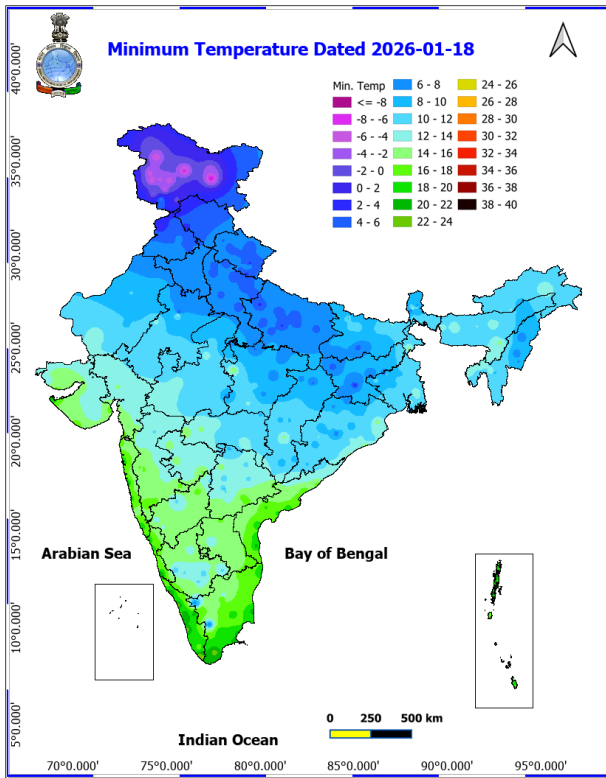 Minimum Temperature Dated 2026-01-18
Min. Temp
<= -8
-8 - -6
-6 - -4
-4 - -2
-2 - 0
0 - 2
2 - 4
4 - 6
6 - 8
8 - 10
10 - 12
12 - 14
14 - 16
16 - 18
18 - 20
20 - 22
22 - 24
24 - 26
26 - 28
28 - 30
30 - 32
32 - 34
34 - 36
36 - 38
38 - 40
40°0.000'
35°0.000'
30°0.000'
25°0.000'
20°0.000'
15°0.000'
10°0.000'
5°0.000'
Arabian Sea
Bay of Bengal
Indian Ocean
0 250 500 km
70°0.000' 75°0.000' 80°0.000' 85°0.000' 90°0.000' 95°0.000'